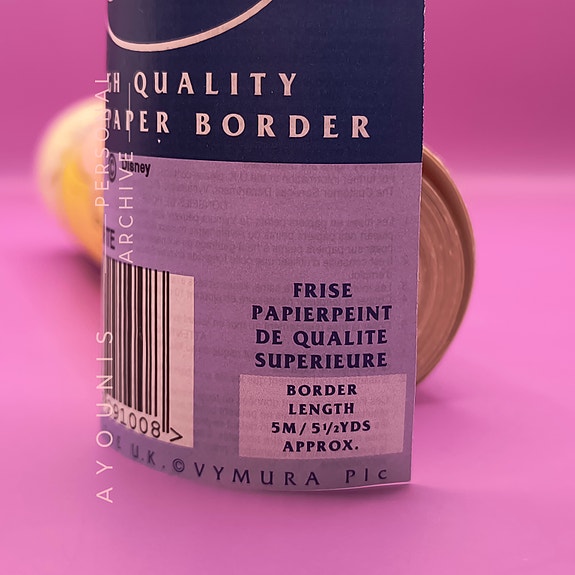 QUALITY
PAPER BORDER
© Disney
FRISE
PAPIERPEINT
DE QUALITE
SUPERIEURE
BORDER
LENGTH
5M / 5½YDS
APPROX.
91008 >
U.K. © VYMURA Plc
AYOUNIS PERSONAL
ARCHIVE